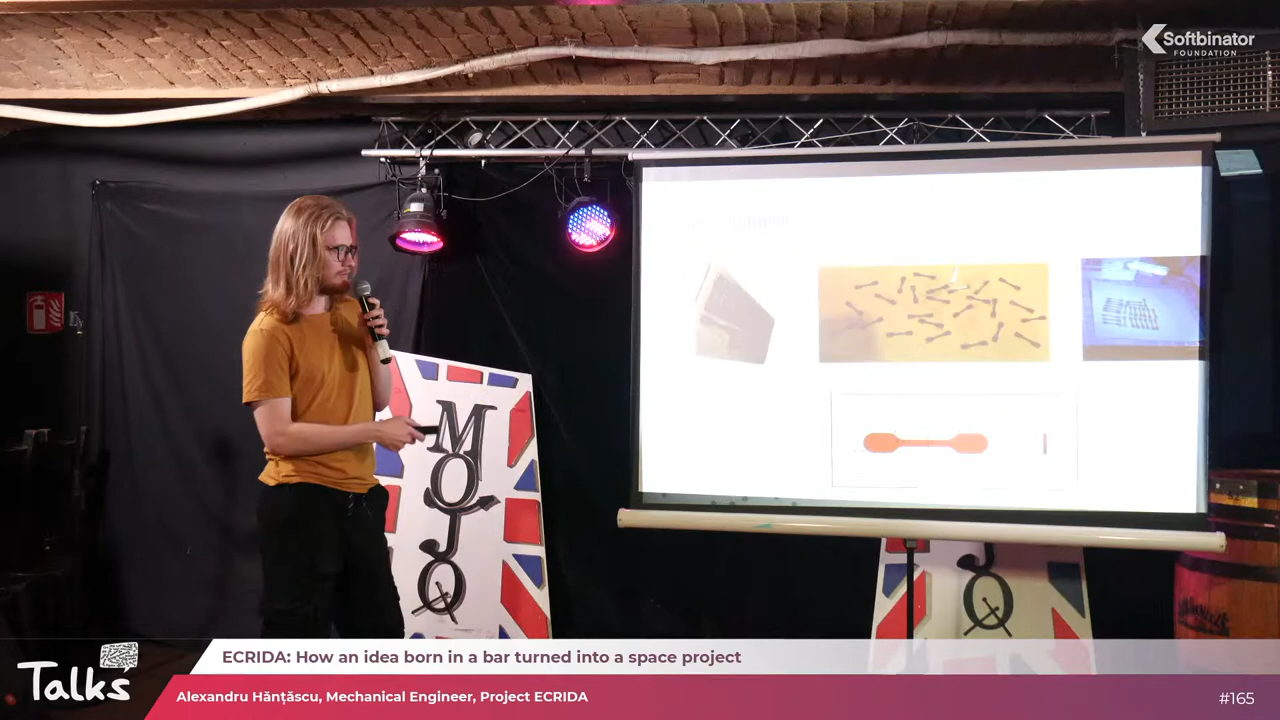 Softbinator
FOUNDATION
MOJO
JO
Talks
ECRIDA: How an idea born in a bar turned into a space project
Alexandru Hănțăscu, Mechanical Engineer, Project ECRIDA
#165